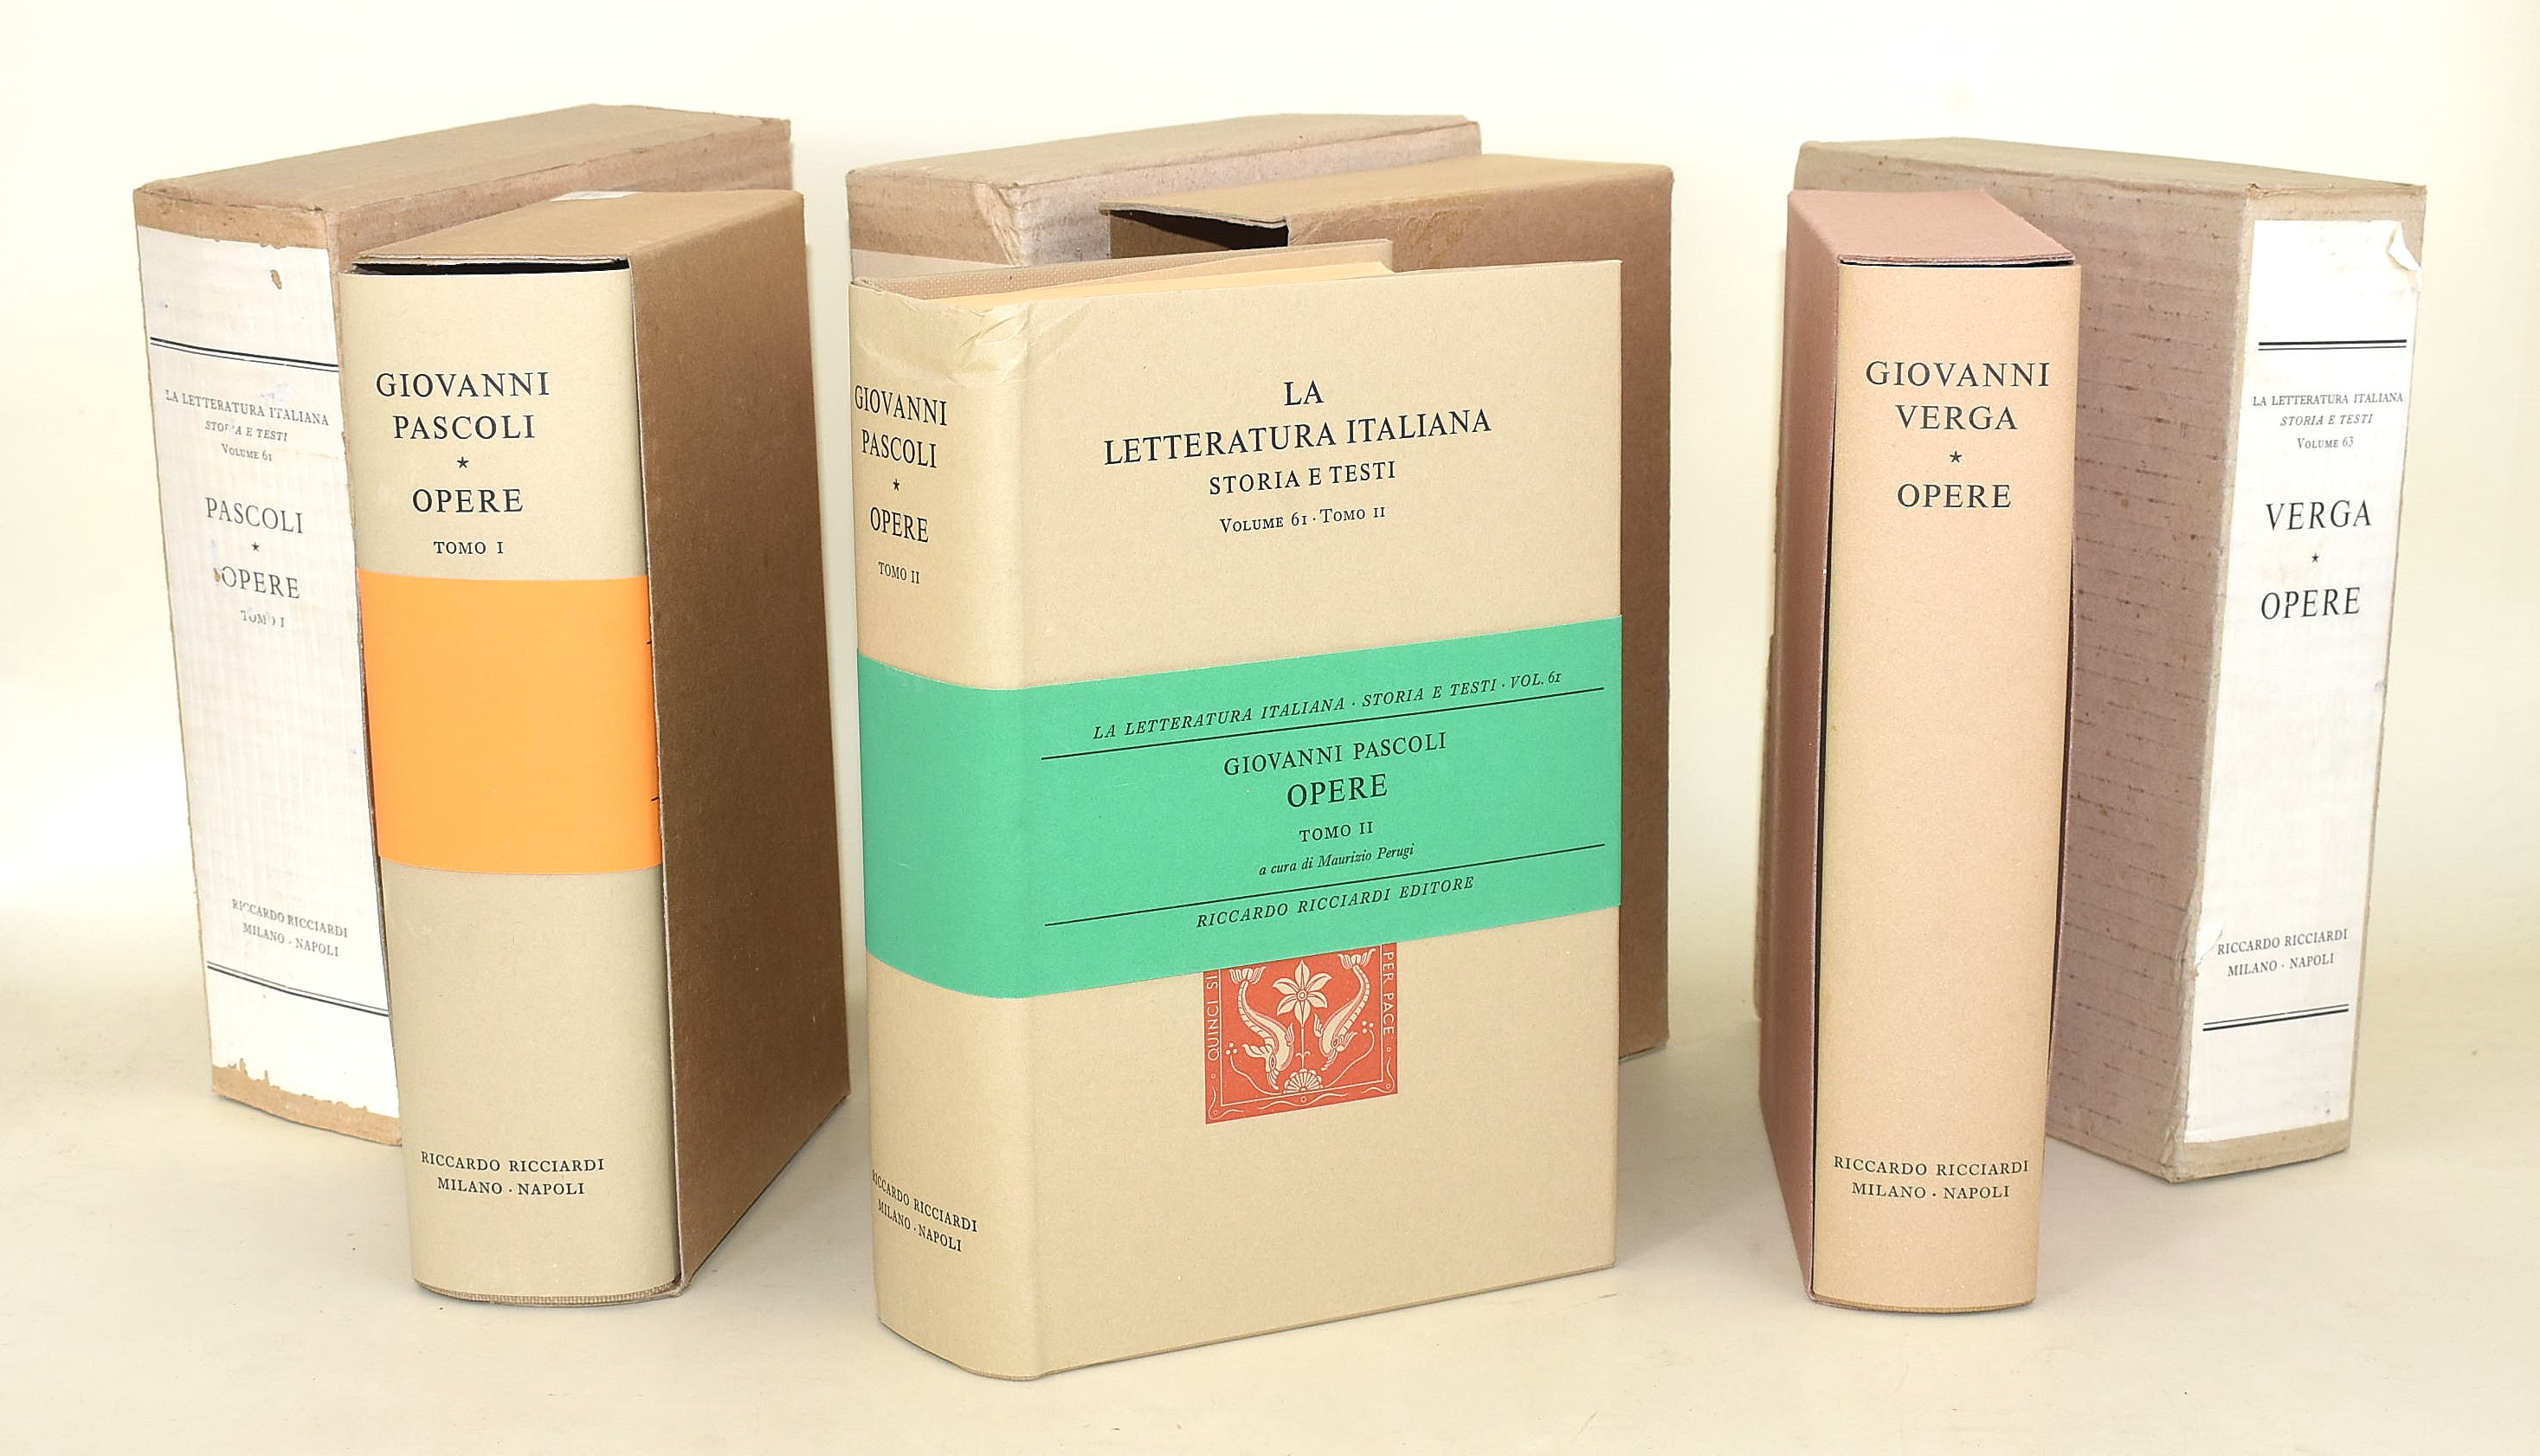 LA LETTERATURA ITALIANA
STORIA E TESTI
VOLUME 61
PASCOLI
★
OPERE
TOMO I
RICCARDO RICCIARDI
MILANO · NAPOLI
GIOVANNI
PASCOLI
★
OPERE
TOMO I
RICCARDO RICCIARDI
MILANO · NAPOLI
GIOVANNI
PASCOLI
★
OPERE
TOMO II
RICCARDO RICCIARDI
MILANO · NAPOLI
LA
LETTERATURA ITALIANA
STORIA E TESTI
VOLUME 61 · TOMO II
LA LETTERATURA ITALIANA · STORIA E TESTI · VOL. 61
GIOVANNI PASCOLI
OPERE
TOMO II
a cura di Maurizio Perugi
RICCARDO RICCIARDI EDITORE
QUINCI SI
PER PACE
GIOVANNI
VERGA
★
OPERE
RICCARDO RICCIARDI
MILANO · NAPOLI
LA LETTERATURA ITALIANA
STORIA E TESTI
VOLUME 63
VERGA
★
OPERE
RICCARDO RICCIARDI
MILANO · NAPOLI